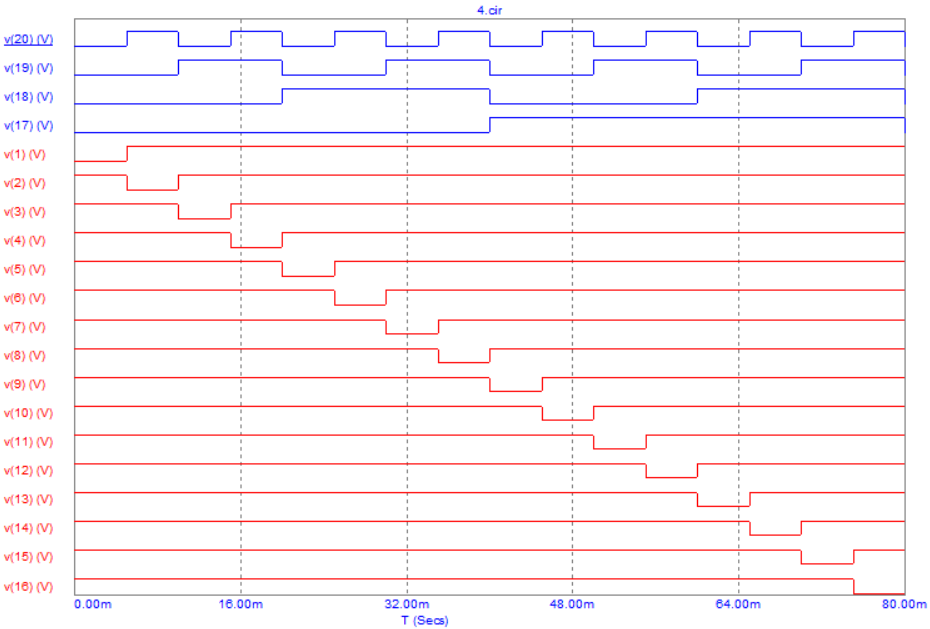 4.cir
v(20) (V)
v(19) (V)
v(18) (V)
v(17) (V)
v(1) (V)
v(2) (V)
v(3) (V)
v(4) (V)
v(5) (V)
v(6) (V)
v(7) (V)
v(8) (V)
v(9) (V)
v(10) (V)
v(11) (V)
v(12) (V)
v(13) (V)
v(14) (V)
v(15) (V)
v(16) (V)
0.00m 16.00m 32.00m 48.00m 64.00m 80.00m
T (Secs)